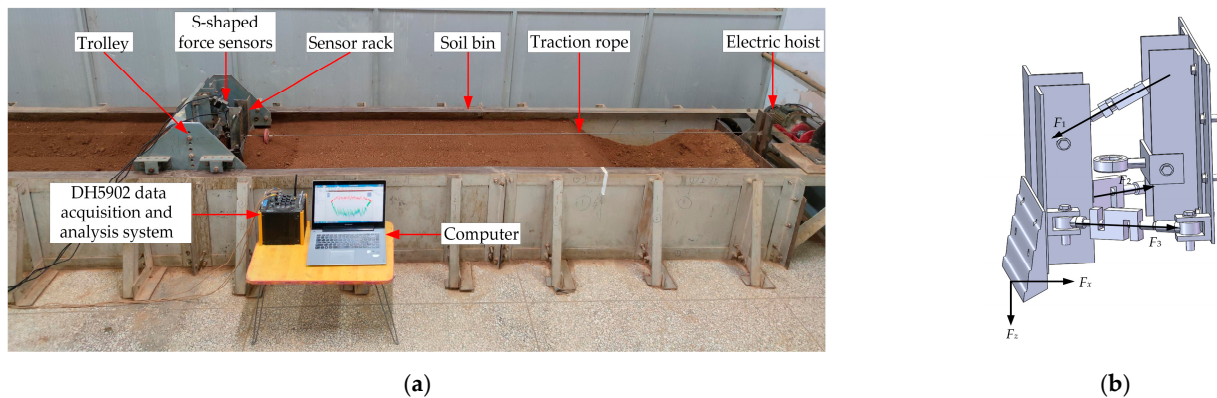 S-shaped
force sensors
Trolley
Sensor rack
Soil bin
Traction rope
Electric hoist
DH5902 data
acquisition and
analysis system
Computer
F1
F2
F3
Fx
Fz
(a)
(b)